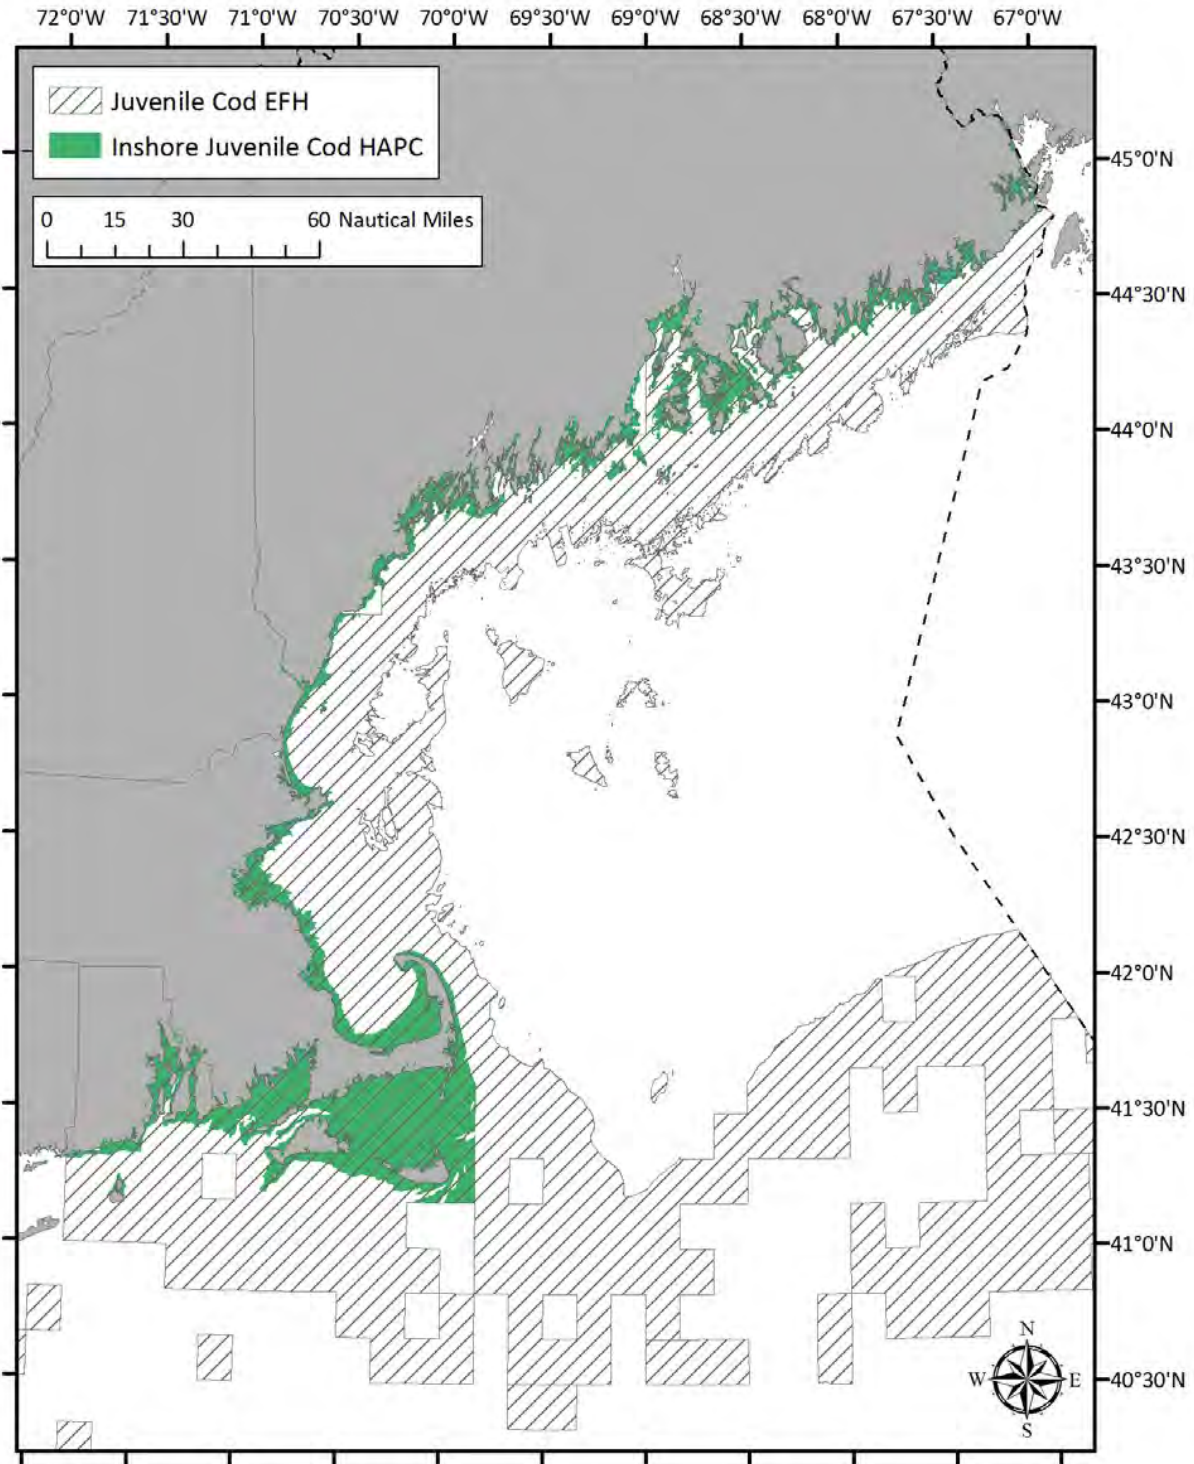 72°0'W 71°30'W 71°0'W 70°30'W 70°0'W 69°30'W 69°0'W 68°30'W 68°0'W 67°30'W 67°0'W
Juvenile Cod EFH
Inshore Juvenile Cod HAPC
0 15 30 60 Nautical Miles
45°0'N
44°30'N
44°0'N
43°30'N
43°0'N
42°30'N
42°0'N
41°30'N
41°0'N
40°30'N
N
W E
S